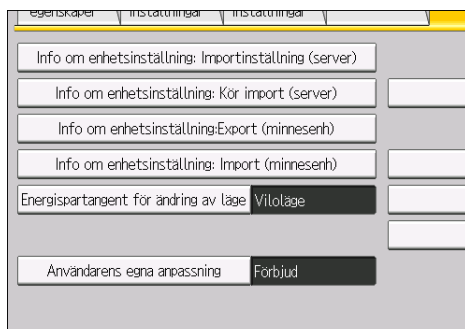 egenskaper inställningar inställningar
Info om enhetsinställning: Importinställning (server)
Info om enhetsinställning: Kör import (server)
Info om enhetsinställning:Export (minnesenh)
Info om enhetsinställning: Import (minnesenh)
Energispartangent för ändring av läge Viloläge
Användarens egna anpassning Förbjud